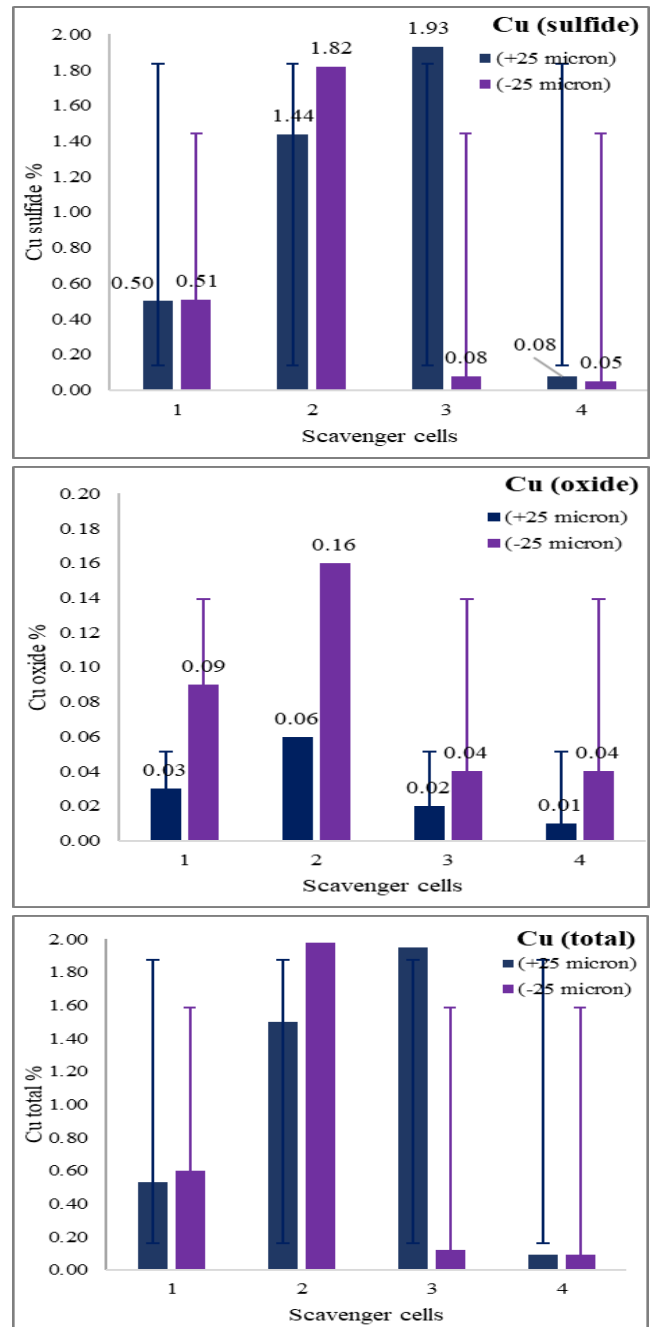 Cu (sulfide)
(+25 micron)
(-25 micron)
Cu sulfide %
2.00
1.80
1.60
1.40
1.20
1.00
0.80
0.60
0.40
0.20
0.00
0.50
0.51
1.44
1.82
1.93
0.08
0.08
0.05
1 2 3 4
Scavenger cells
Cu (oxide)
(+25 micron)
(-25 micron)
Cu oxide %
0.20
0.18
0.16
0.14
0.12
0.10
0.08
0.06
0.04
0.02
0.00
0.03
0.09
0.06
0.16
0.02
0.04
0.01
0.04
1 2 3 4
Scavenger cells
Cu (total)
(+25 micron)
(-25 micron)
Cu total %
2.00
1.80
1.60
1.40
1.20
1.00
0.80
0.60
0.40
0.20
0.00
1 2 3 4
Scavenger cells